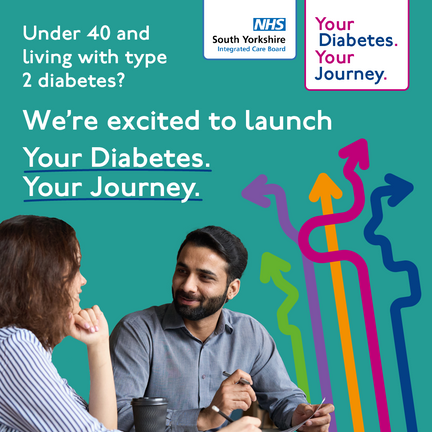 Under 40 and
living with type
2 diabetes?
NHS
South Yorkshire
Integrated Care Board
Your
Diabetes.
Your
Journey.
We're excited to launch
Your Diabetes.
Your Journey.